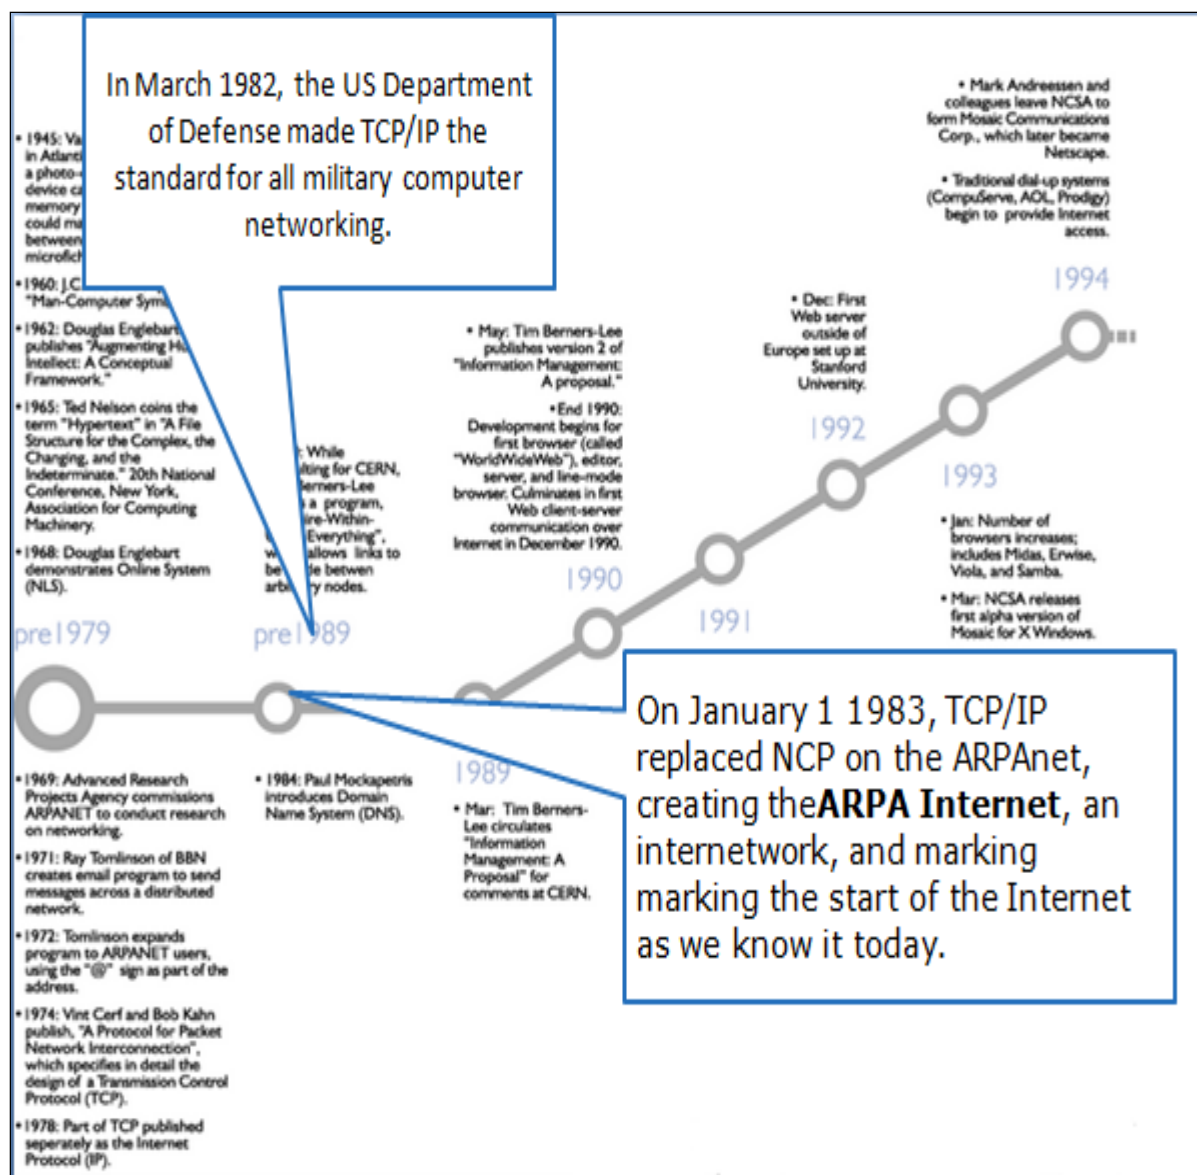 In March 1982, the US Department
of Defense made TCP/IP the
standard for all military computer
networking.
• 1945:
in
a photo-
device
memory
could
between
• 1960:
"Man-Computer
• 1962: Douglas Englebart
publishes "Augmenting
Intellect: A Conceptual
Framework."
• 1965: Ted Nelson coins the
term "Hypertext" in "A File
Structure for the Complex, the
Changing, and the
Indeterminate." 20th National
Conference, New York,
Association for Computing
Machinery.
• 1968: Douglas Englebart
demonstrates Online System
(NLS).
pre1979
• 1969: Advanced Research
Projects Agency commissions
ARPANET to conduct research
on networking.
• 1971: Ray Tomlinson of BBN
creates email program to send
messages across a distributed
network.
• 1972: Tomlinson expands
program to ARPANET users,
using the "@" sign as part of the
address.
• 1974: Vint Cerf and Bob Kahn
publish, "A Protocol for Packet
Network Interconnection",
which specifies in detail the
design of a Transmission Control
Protocol (TCP).
• 1978: Part of TCP published
seperately as the Internet
Protocol (IP).
: While
for CERN,
a program,
Everything",
allows links to
be betwen
nodes.
pre1989
• 1984: Paul Mockapetris
introduces Domain
Name System (DNS).
1989
• Mar: Tim Berners-
Lee circulates
"Information
Management: A
Proposal" for
comments at CERN.
• May: Tim Berners-Lee
publishes version 2 of
"Information Management:
A proposal."
• End 1990:
Development begins for
first browser (called
"WorldWideWeb"), editor,
server, and line-mode
browser. Culminates in first
Web client-server
communication over
Internet in December 1990.
1990
1991
• Dec: First
Web server
outside of
Europe set up at
Stanford
University.
1992
1993
• Jan: Number of
browsers increases;
includes Midas, Erwise,
Viola, and Samba.
• Mar: NCSA releases
first alpha version of
Mosaic for X Windows.
• Mark Andreessen and
colleagues leave NCSA to
form Mosaic Communications
Corp., which later became
Netscape.
• Traditional dial-up systems
(CompuServe, AOL, Prodigy)
begin to provide Internet
access.
1994
On January 1 1983, TCP/IP
replaced NCP on the ARPAnet,
creating theARPA Internet, an
internetwork, and marking
marking the start of the Internet
as we know it today.